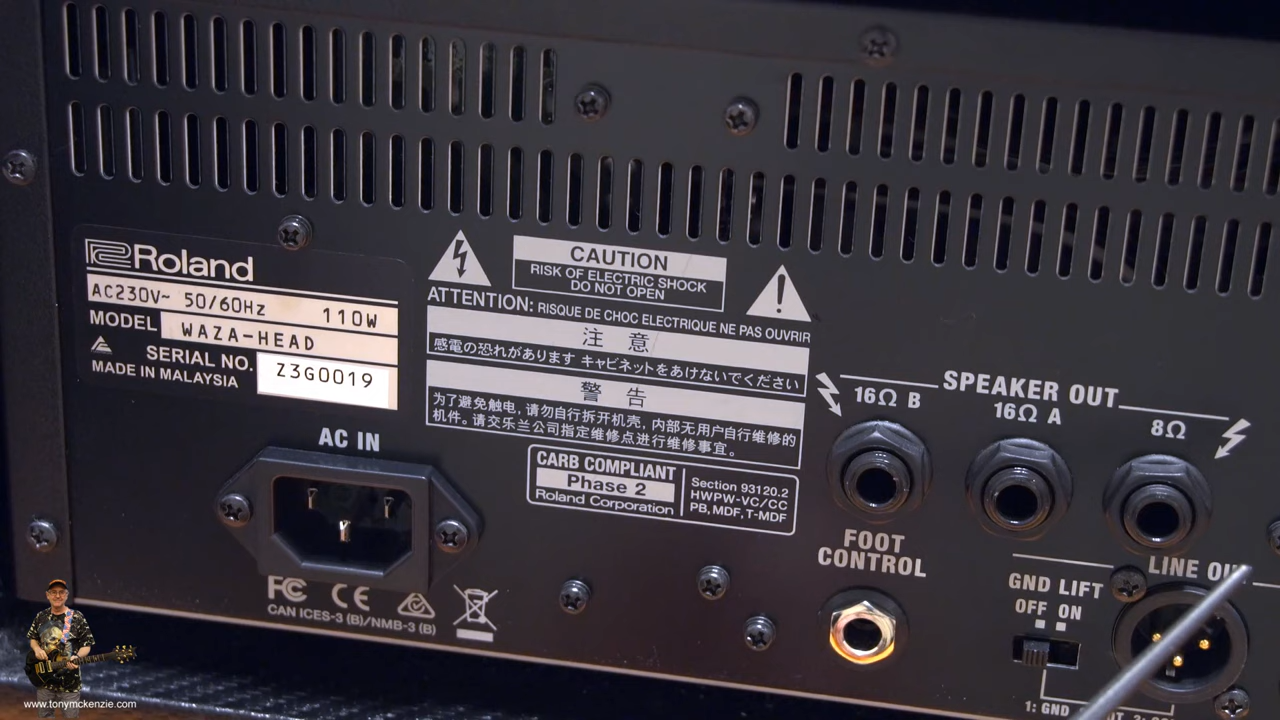 Roland
AC230V~ 50/60Hz 110W
MODEL WAZA-HEAD
SERIAL NO. Z3G0019
MADE IN MALAYSIA
CAUTION
RISK OF ELECTRIC SHOCK
DO NOT OPEN
ATTENTION: RISQUE DE CHOC ELECTRIQUE NE PAS OUVRIR
注 意
感電の恐れがあります キャビネットをあけないでください
警 告
为了避免触电, 请勿自行拆开机壳, 内部无用户自行维修的
机件。请交乐兰公司指定维修点进行维修事宜。
CARB COMPLIANT
Phase 2
Roland Corporation
Section 93120.2
HWPW-VC/CC
PB, MDF, T-MDF
SPEAKER OUT
16Ω B
16Ω A
8Ω
AC IN
FC CE
CAN ICES-3 (B)/NMB-3 (B)
FOOT
CONTROL
LINE
GND LIFT
OFF ON
1: GND
www.tonymckenzie.com